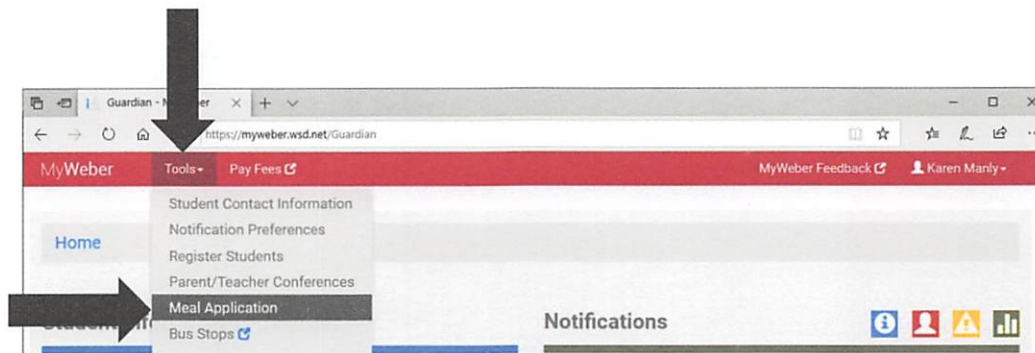 Guardian - M
https://myweber.wsd.net/Guardian
MyWeber Tools Pay Fees MyWeber Feedback Karen Manly
Student Contact Information
Notification Preferences
Home
Register Students
Parent/Teacher Conferences
Meal Application
Notifications
Bus Stops